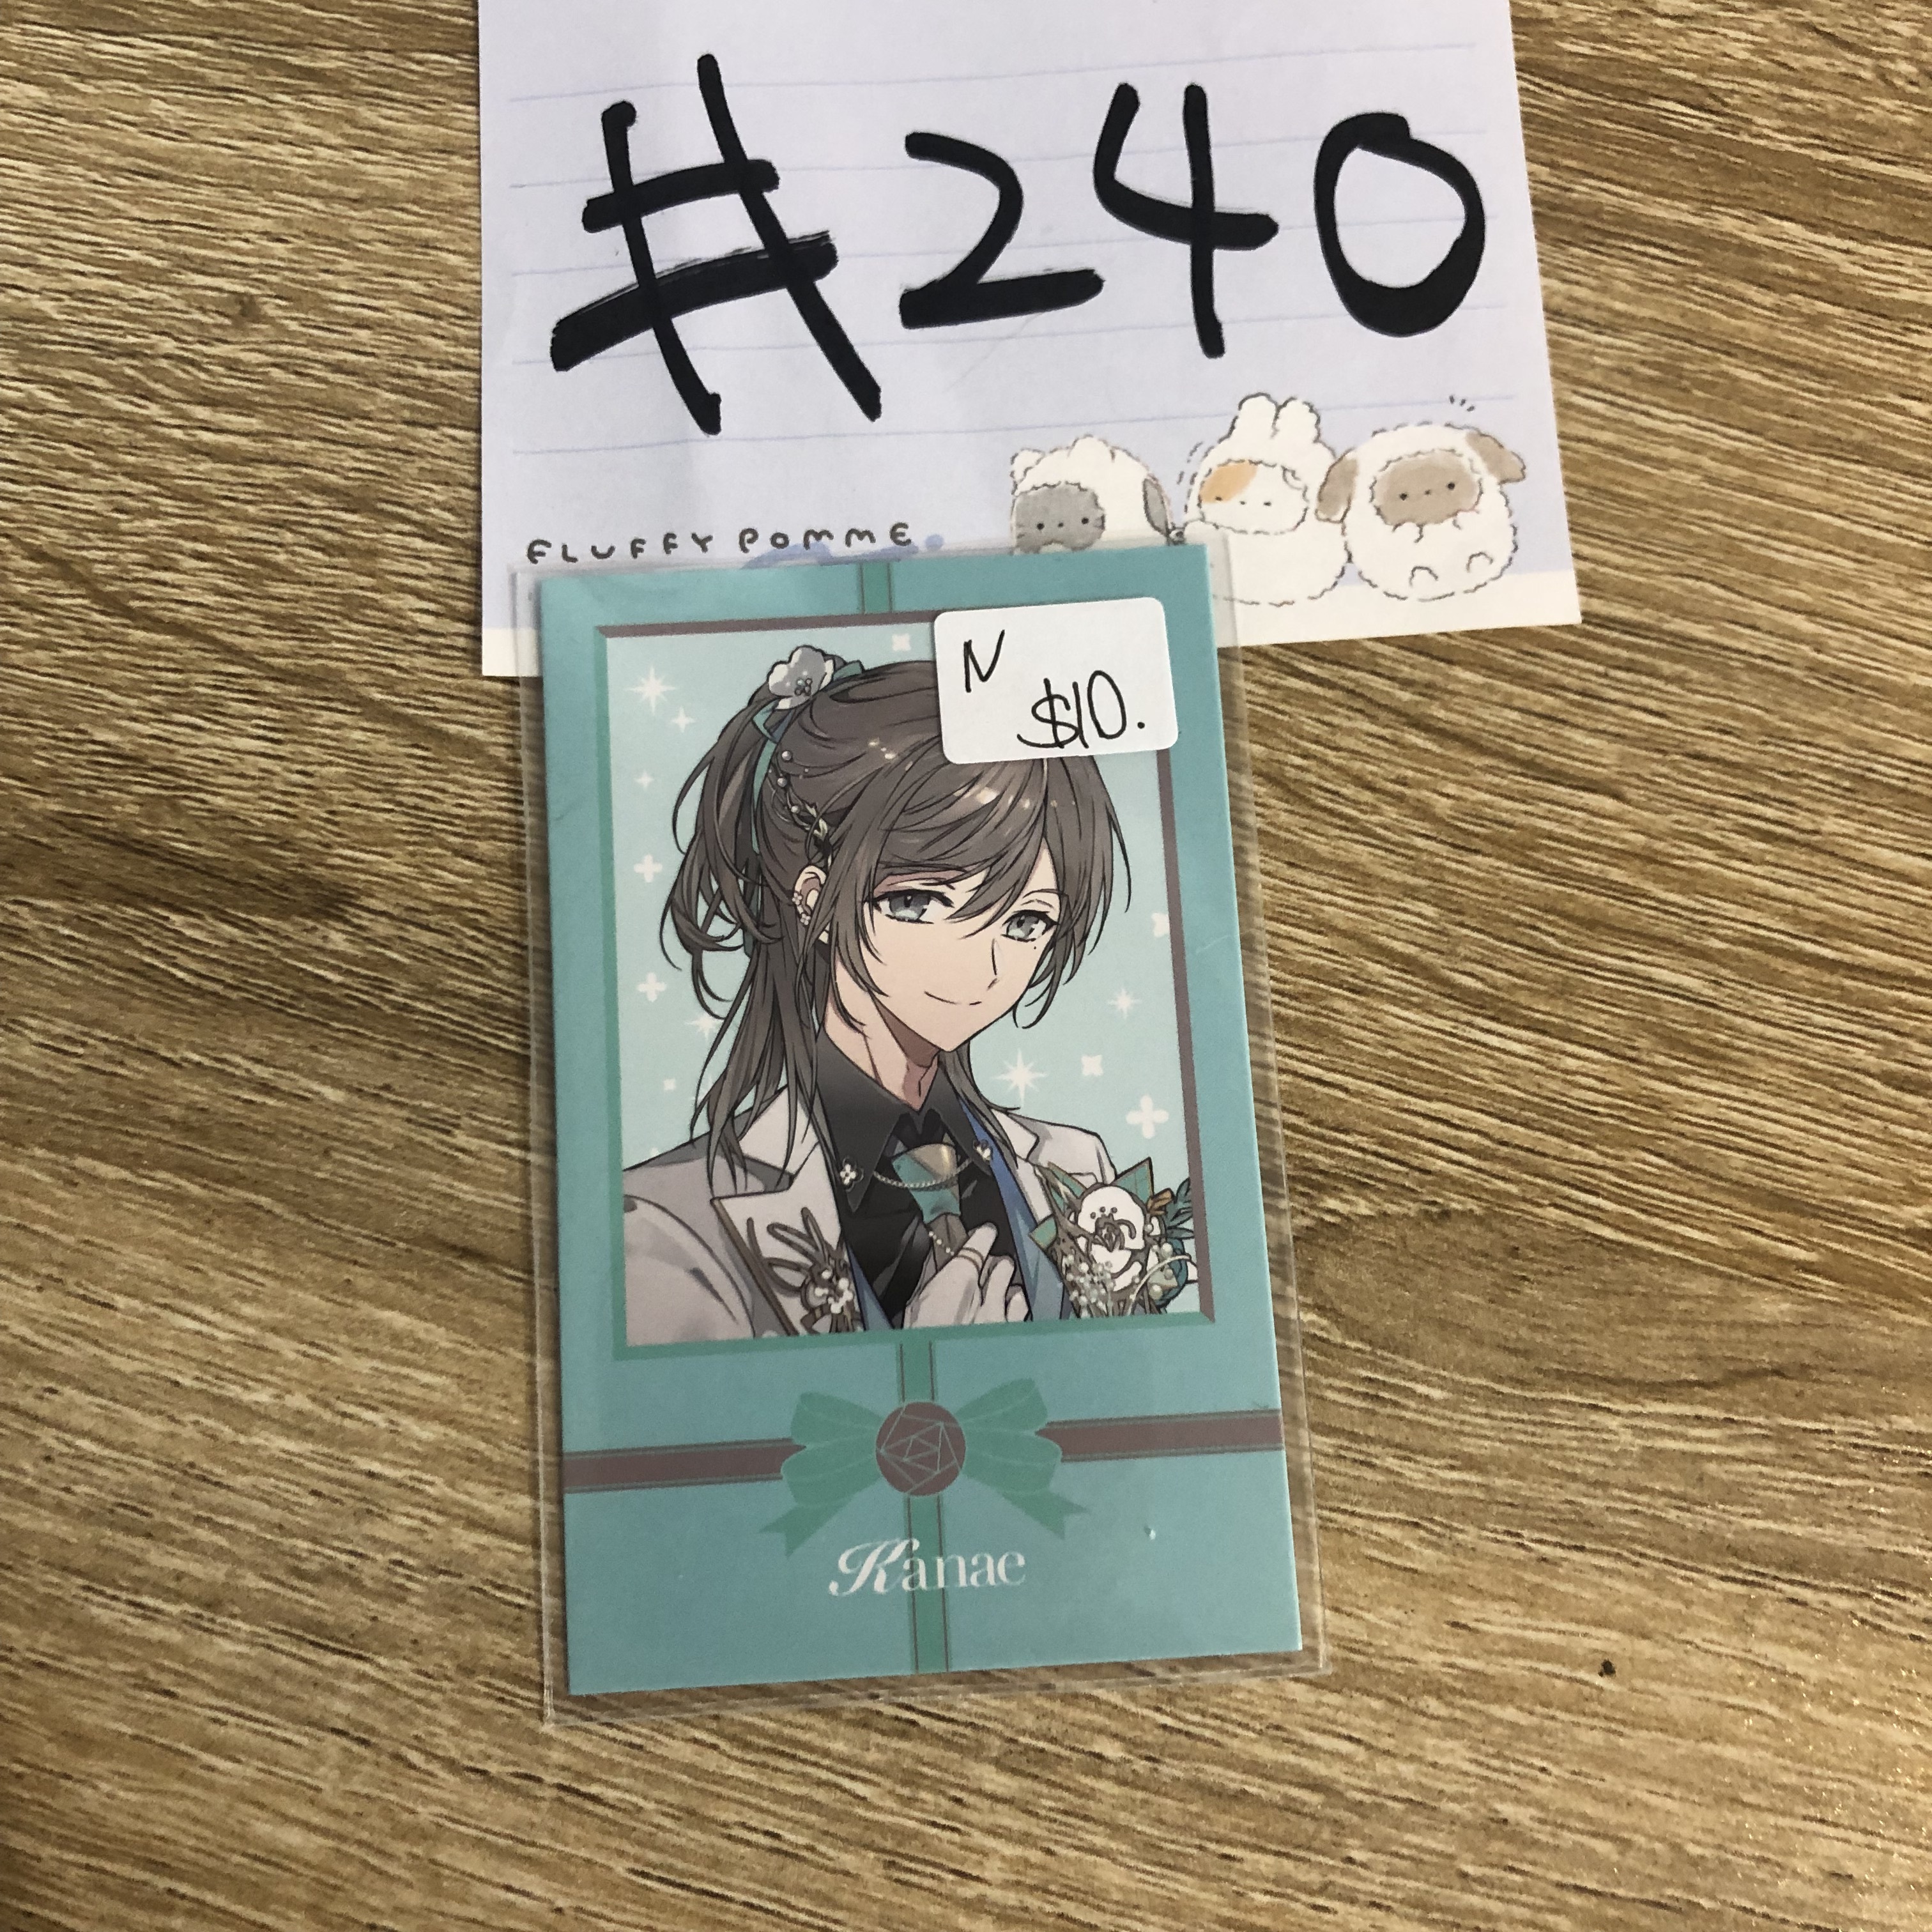 #240
FLUFFY POMME
N
$10.
Kanae